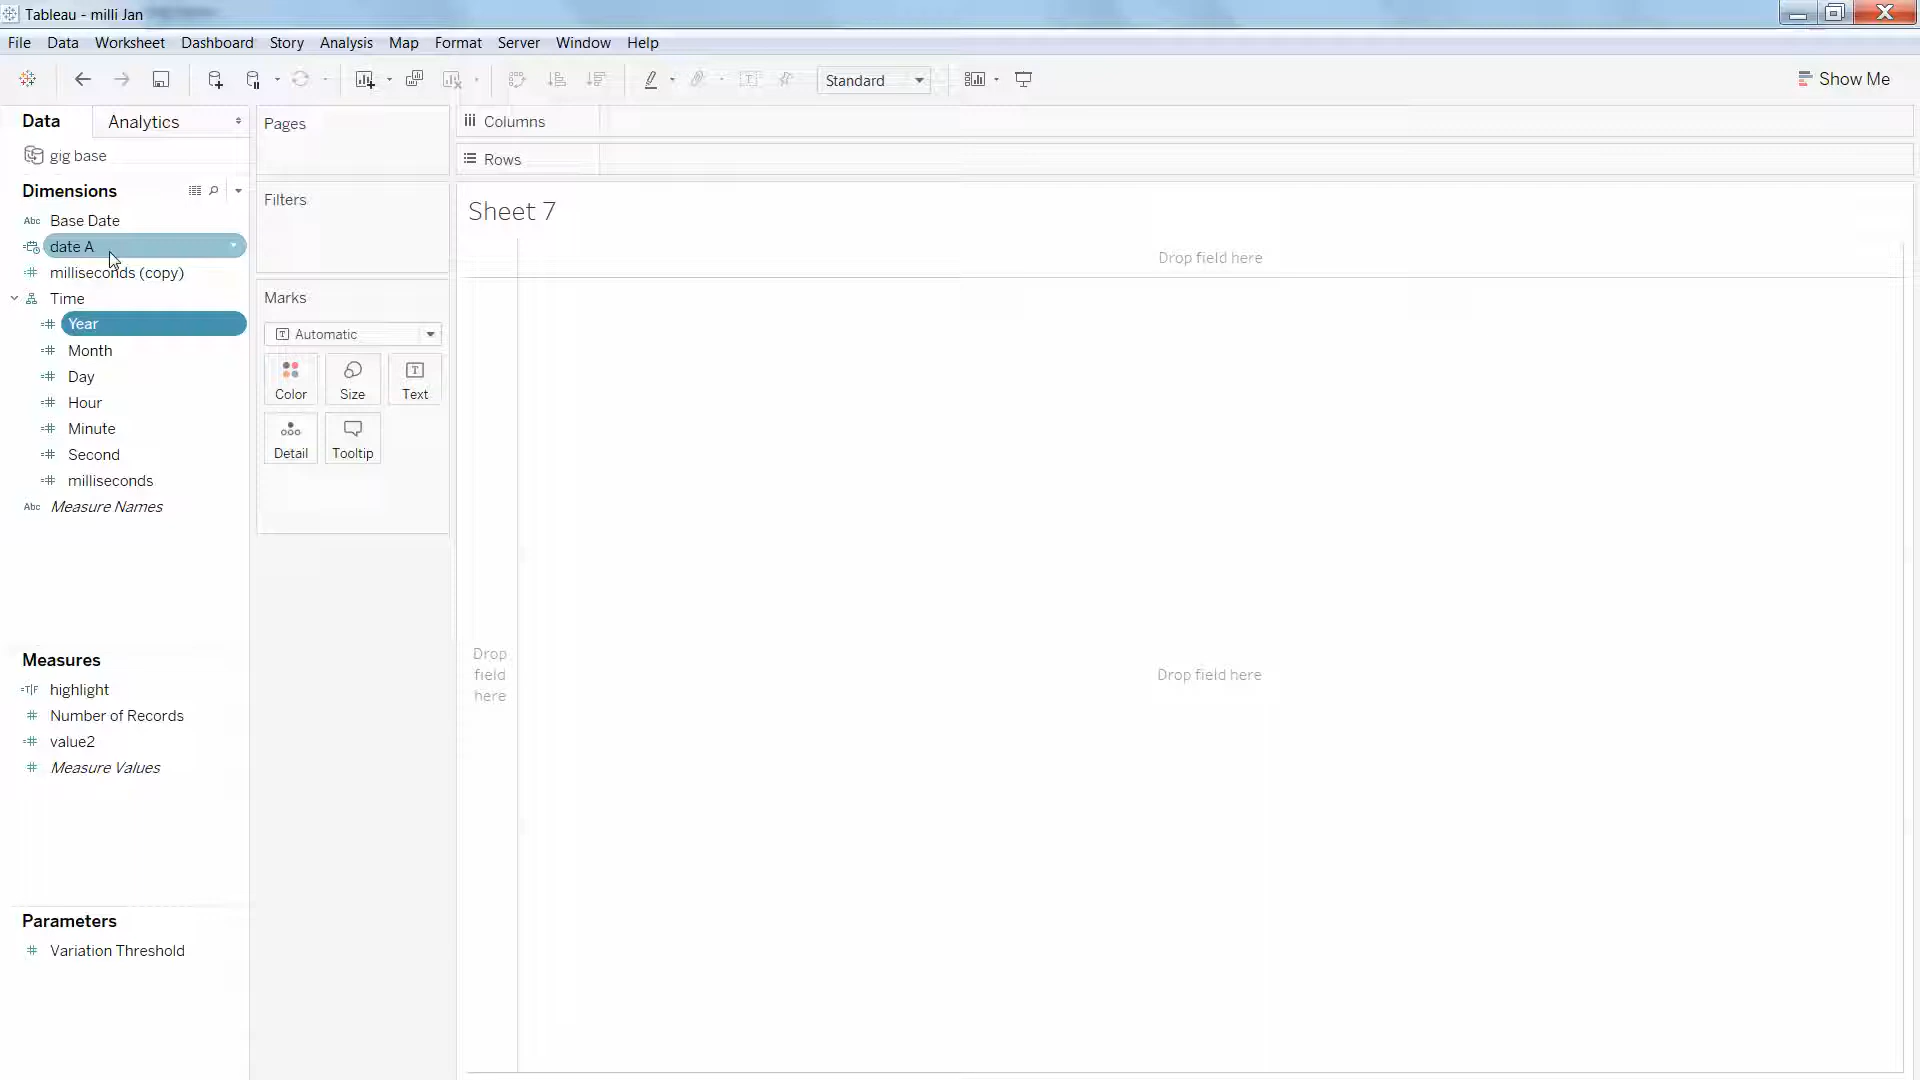 Tableau - milli Jan
File Data Worksheet Dashboard Story Analysis Map Format Server Window Help
Standard
Show Me
Data
Analytics
gig base
Dimensions
Abc Base Date
date A
milliseconds (copy)
Time
Year
Month
Day
Hour
Minute
Second
milliseconds
Abc Measure Names
Measures
=T|F highlight
# Number of Records
=# value2
# Measure Values
Parameters
# Variation Threshold
Pages
Filters
Marks
Automatic
Color Size Text
Detail Tooltip
Columns
Rows
Sheet 7
Drop field here
Drop
field
here
Drop field here